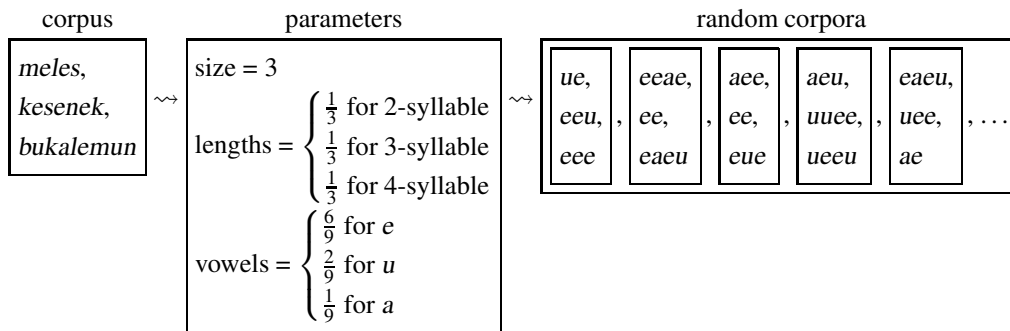 corpus
meles,
kesenek,
bukalemun
⇝
parameters
size = 3
lengths = { 1/3 for 2-syllable
1/3 for 3-syllable
1/3 for 4-syllable
vowels = { 6/9 for e
2/9 for u
1/9 for a
⇝
random corpora
ue,
eeu,
eee
,
eeae,
ee,
eaeu
,
aee,
ee,
eue
,
aeu,
uuee,
ueeu
,
eaeu,
uee,
ae
, ...